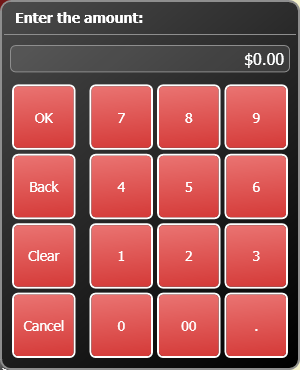 Enter the amount:
$0.00
OK 7 8 9
Back 4 5 6
Clear 1 2 3
Cancel 0 00 .